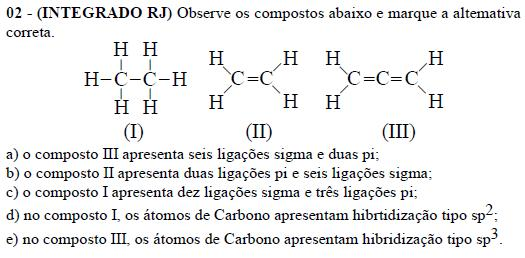 02 - (INTEGRADO RJ) Observe os compostos abaixo e marque a altemativa
correta.
H H H H H H
H–C–C–H C=C C=C=C
H H H H H H
(I) (II) (III)
a) o composto III apresenta seis ligações sigma e duas pi;
b) o composto II apresenta duas ligações pi e seis ligações sigma;
c) o composto I apresenta dez ligações sigma e três ligações pi;
d) no composto I, os átomos de Carbono apresentam hibrtidização tipo sp²;
e) no composto III, os átomos de Carbono apresentam hibridização tipo sp³.